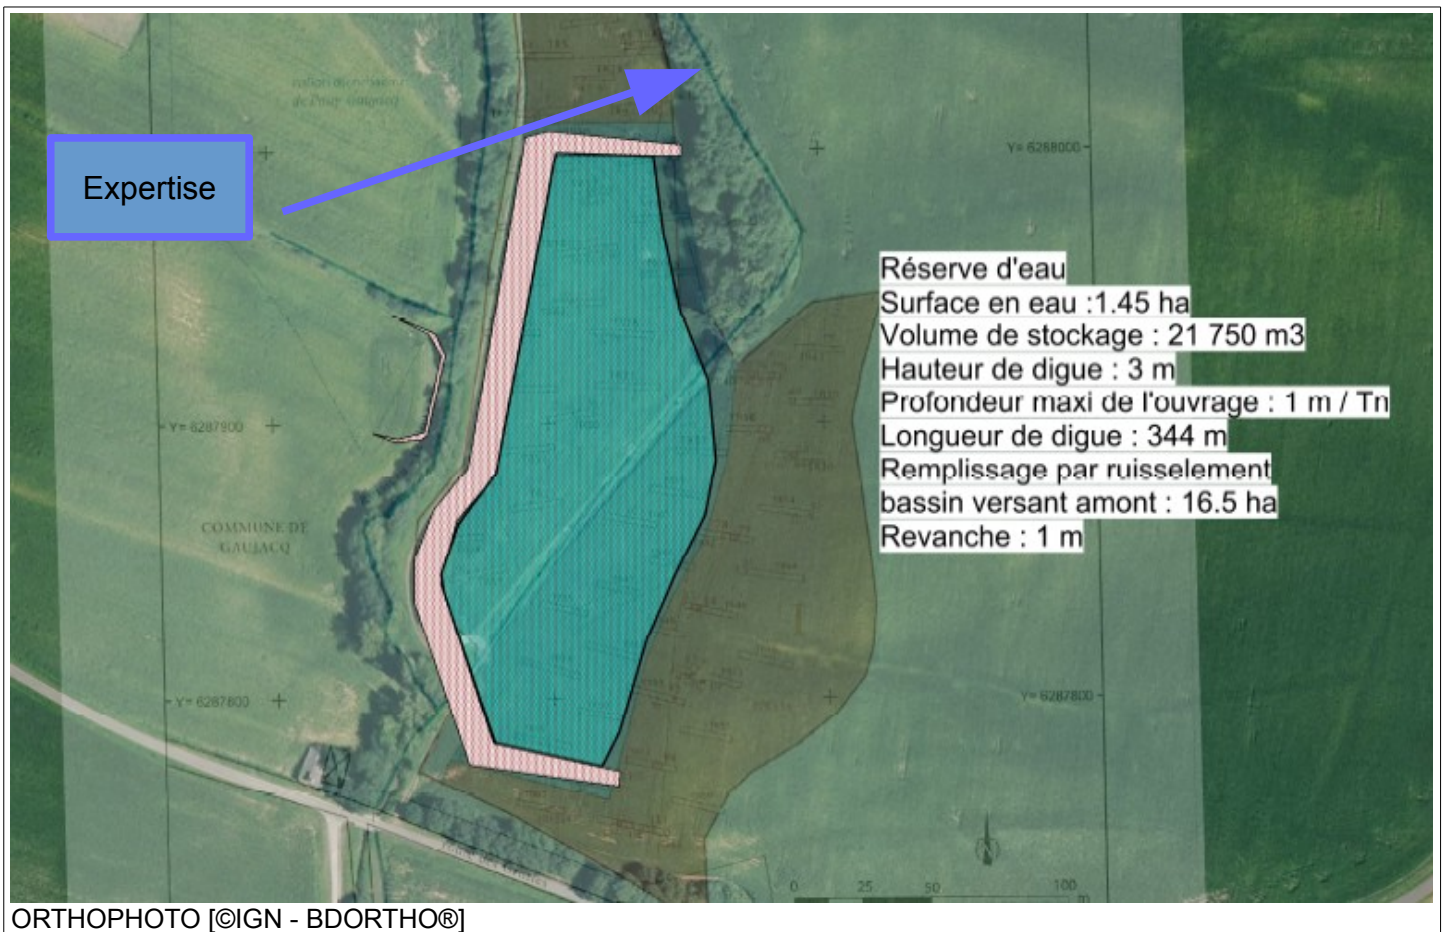 Expertise
Y= 6288000
Réserve d'eau
Surface en eau :1.45 ha
Volume de stockage : 21 750 m3
Hauteur de digue : 3 m
Profondeur maxi de l'ouvrage : 1 m / Tn
Longueur de digue : 344 m
Remplissage par ruisselement
bassin versant amont : 16.5 ha
Revanche : 1 m
Y= 6287900
COMMUNE DE
GAUJACQ
Y= 6287800
Y= 6287800
0 25 50 100
ORTHOPHOTO [©IGN - BDORTHO®]